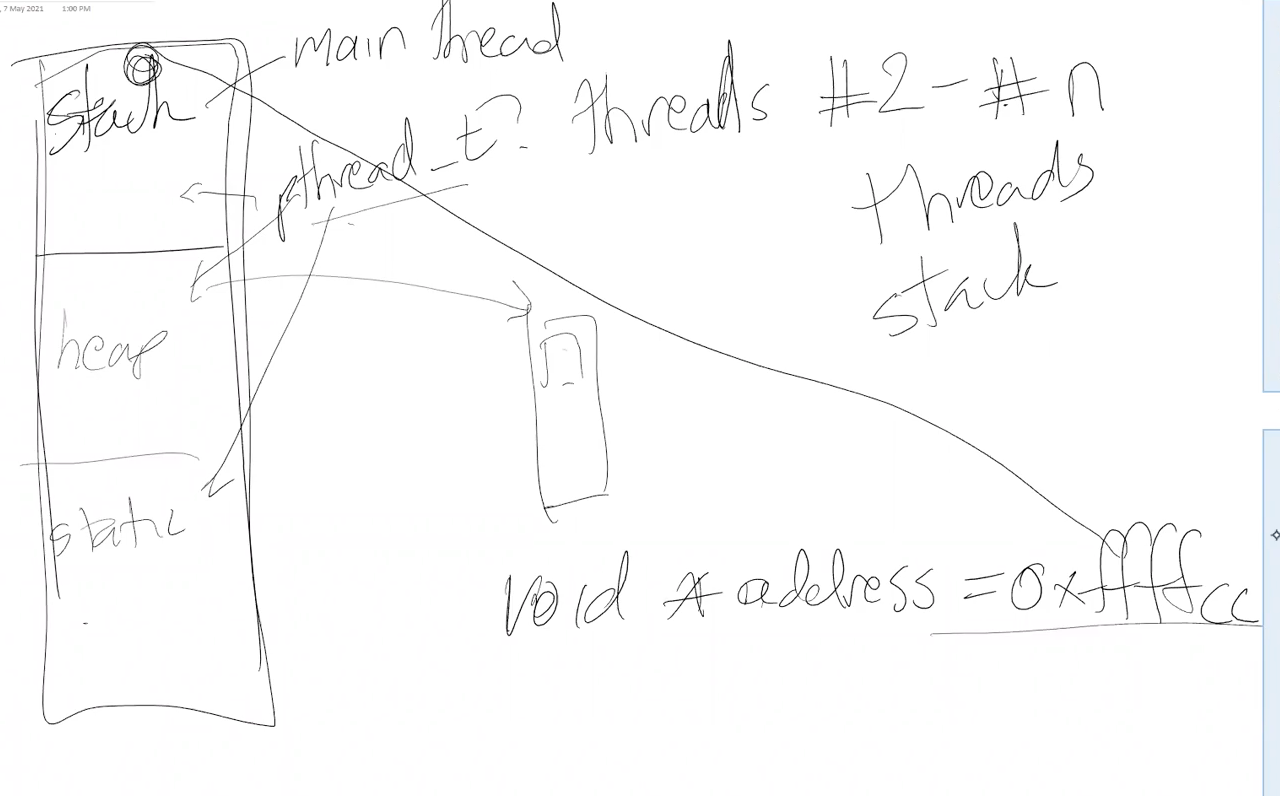 , 7 May 2021 1:00 PM
main thread
stack
pthread_t?
threads #2 - #n
threads
stack
heap
static
void * address = 0xffffcc